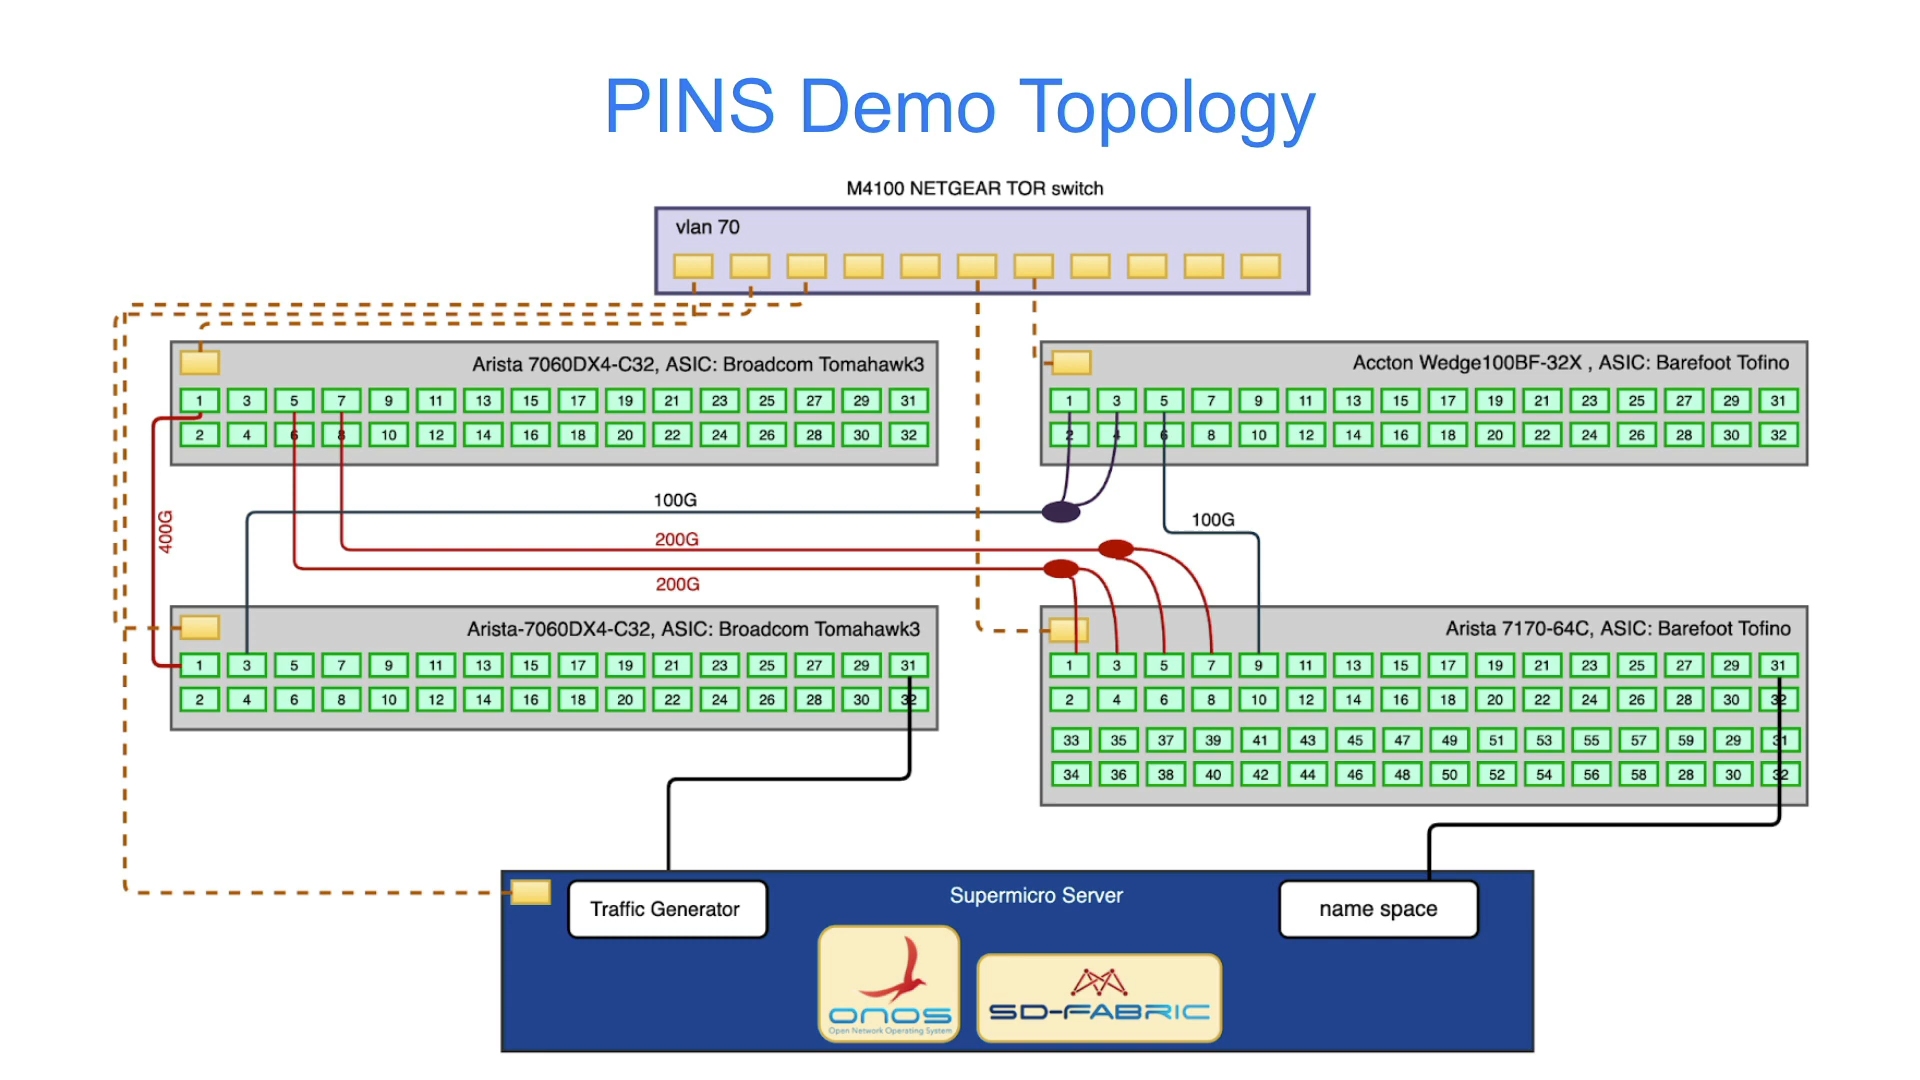 PINS Demo Topology
M4100 NETGEAR TOR switch
vlan 70
Arista 7060DX4-C32, ASIC: Broadcom Tomahawk3
1 3 5 7 9 11 13 15 17 19 21 23 25 27 29 31
2 4 6 8 10 12 14 16 18 20 22 24 26 28 30 32
Accton Wedge100BF-32X , ASIC: Barefoot Tofino
1 3 5 7 9 11 13 15 17 19 21 23 25 27 29 31
2 4 6 8 10 12 14 16 18 20 22 24 26 28 30 32
100G
400G
100G
200G
200G
Arista-7060DX4-C32, ASIC: Broadcom Tomahawk3
1 3 5 7 9 11 13 15 17 19 21 23 25 27 29 31
2 4 6 8 10 12 14 16 18 20 22 24 26 28 30 32
Arista 7170-64C, ASIC: Barefoot Tofino
1 3 5 7 9 11 13 15 17 19 21 23 25 27 29 31
2 4 6 8 10 12 14 16 18 20 22 24 26 28 30 32
33 35 37 39 41 43 45 47 49 51 53 55 57 59 29 31
34 36 38 40 42 44 46 48 50 52 54 56 58 28 30 32
Supermicro Server
Traffic Generator
name space
onos
Open Network Operating System
SD-FABRIC